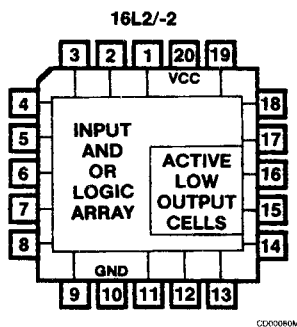 16L2/-2
3 2 1 20 19
VCC
4
5
6
7
8
INPUT
AND
OR
LOGIC
ARRAY
ACTIVE
LOW
OUTPUT
CELLS
18
17
16
15
14
GND
9 10 11 12 13
CD00080M